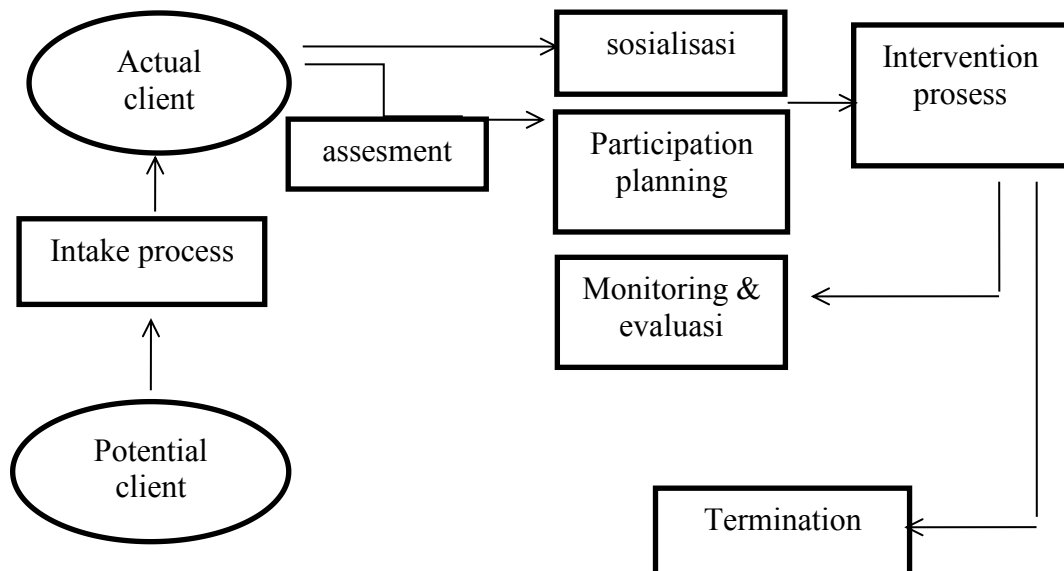 Actual
client
sosialisasi
Intervention
prosess
assesment
Participation
planning
Intake process
Monitoring &
evaluasi
Potential
client
Termination